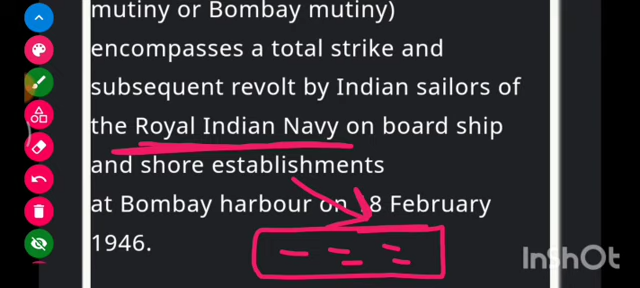 mutiny or Bombay mutiny)
encompasses a total strike and
subsequent revolt by Indian sailors of
the Royal Indian Navy on board ship
and shore establishments
at Bombay harbour on 8 February
1946.
InShOt